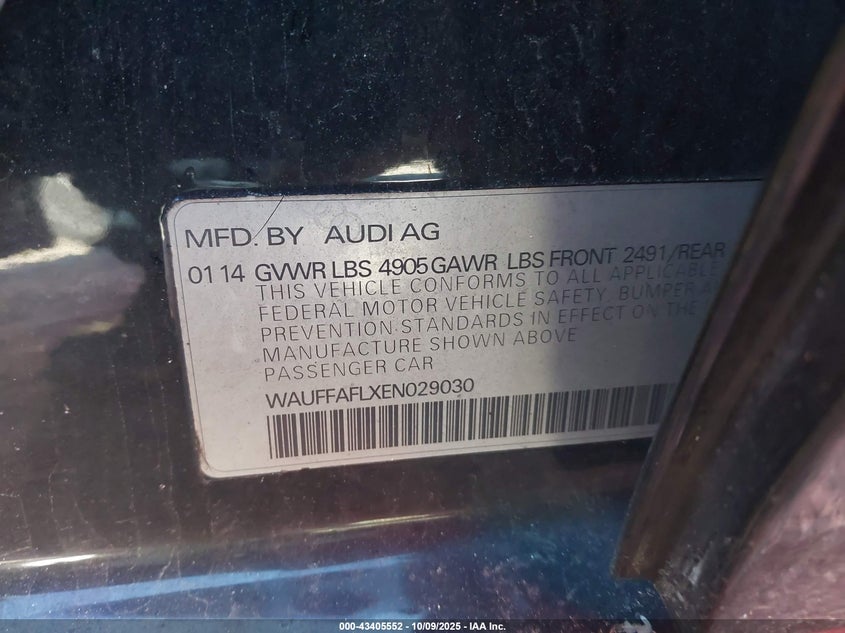 MFD. BY AUDI AG
01 14 GVWR LBS 4905 GAWR LBS FRONT 2491/REAR
THIS VEHICLE CONFORMS TO ALL APPLICABLE
FEDERAL MOTOR VEHICLE SAFETY, BUMPER A
PREVENTION STANDARDS IN EFFECT ON THE
MANUFACTURE SHOWN ABOVE
PASSENGER CAR
WAUFFAFLXEN029030
000-43405552 - 10/09/2025 - IAA Inc.